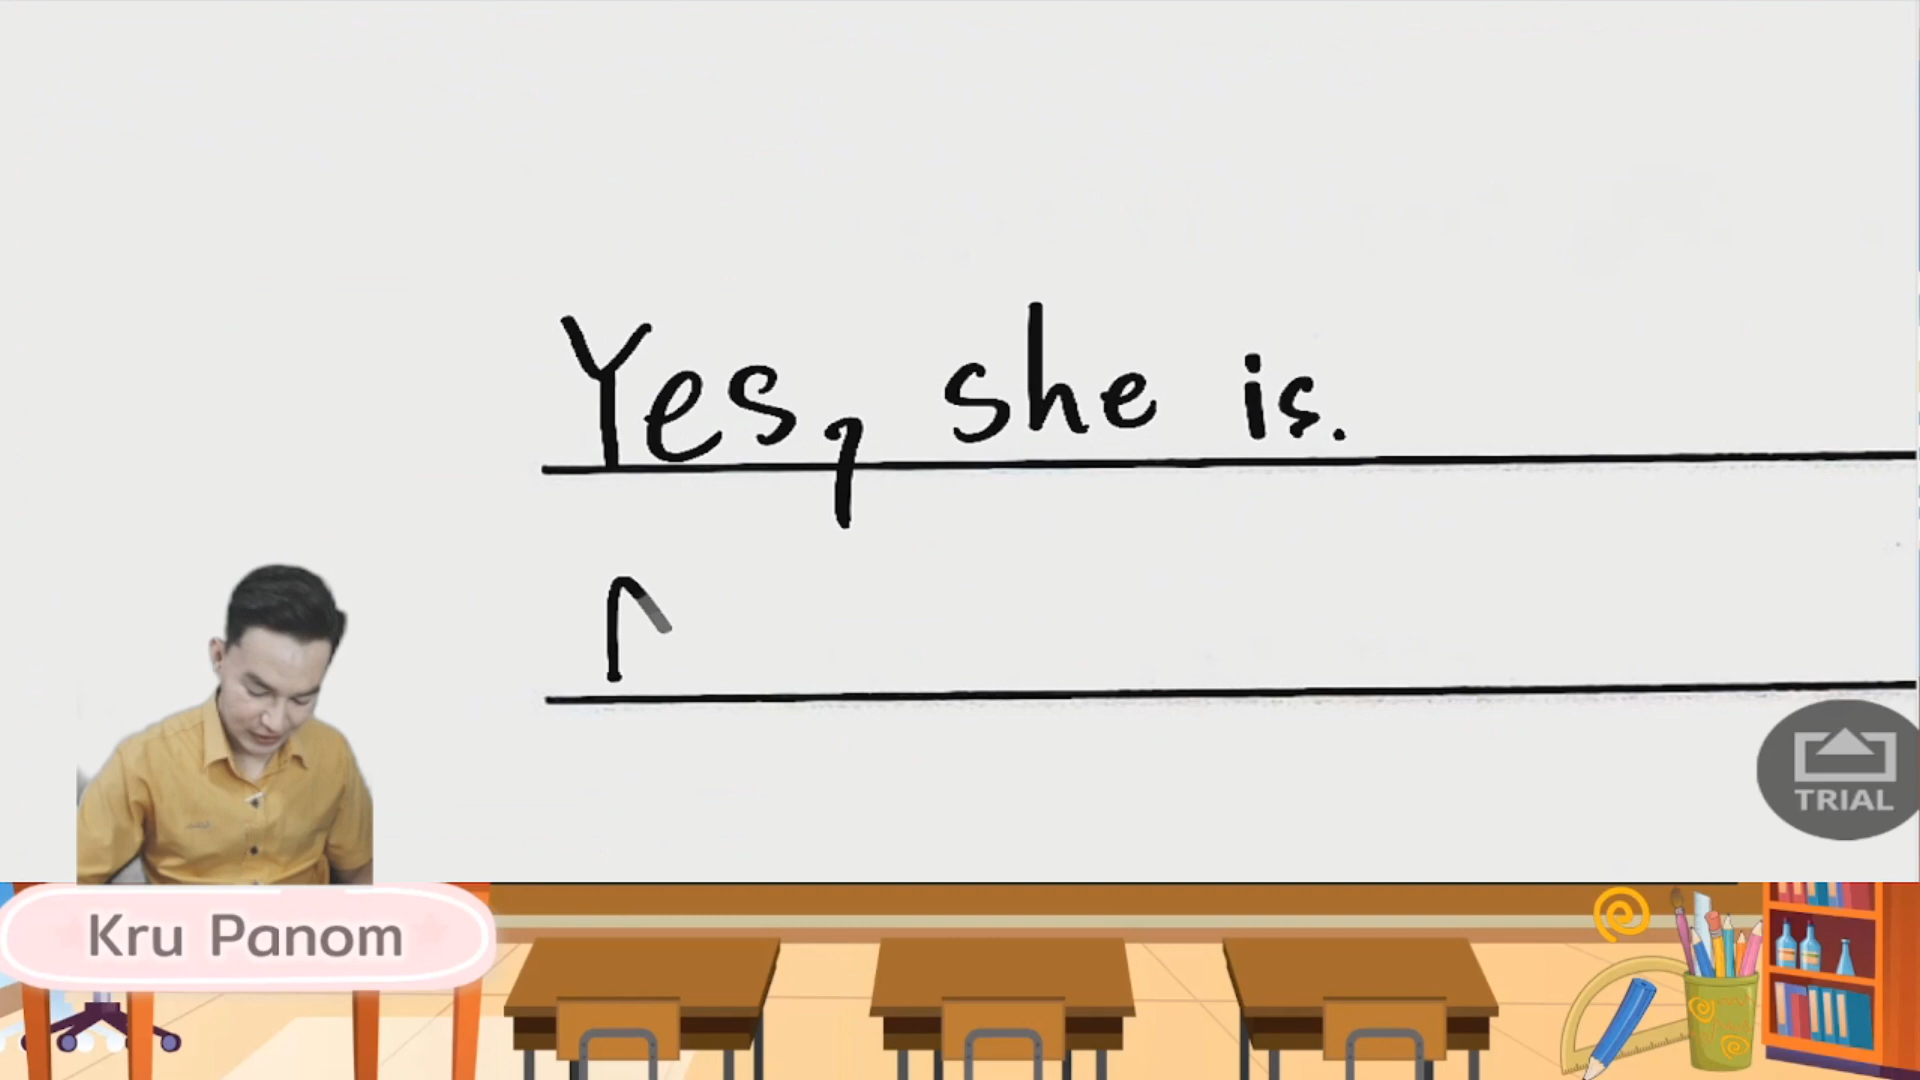 Yes, she is.
TRIAL
Kru Panom